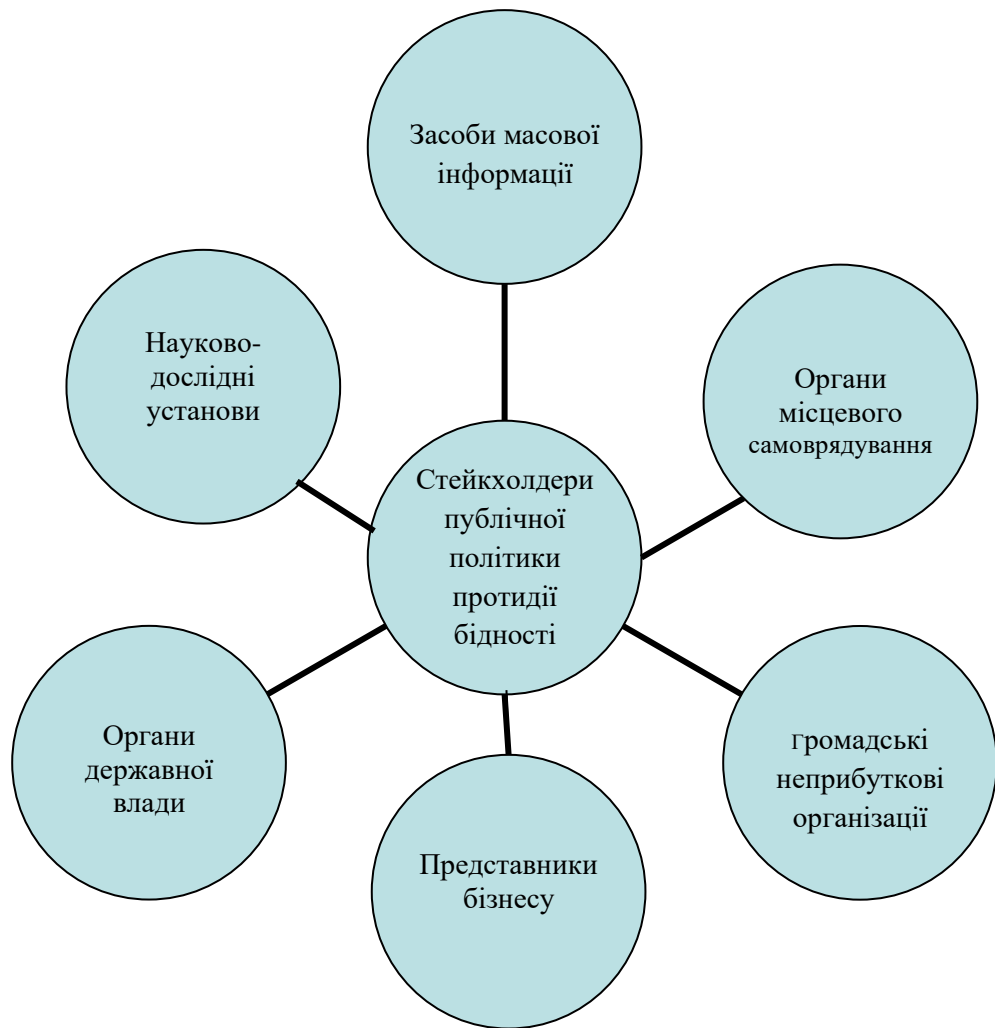 Засоби масової
інформації
Науково-
дослідні
установи
Органи
місцевого
самоврядування
Стейкхолдери
публічної
політики
протидії
бідності
Органи
державної
влади
громадські
неприбуткові
організації
Представники
бізнесу